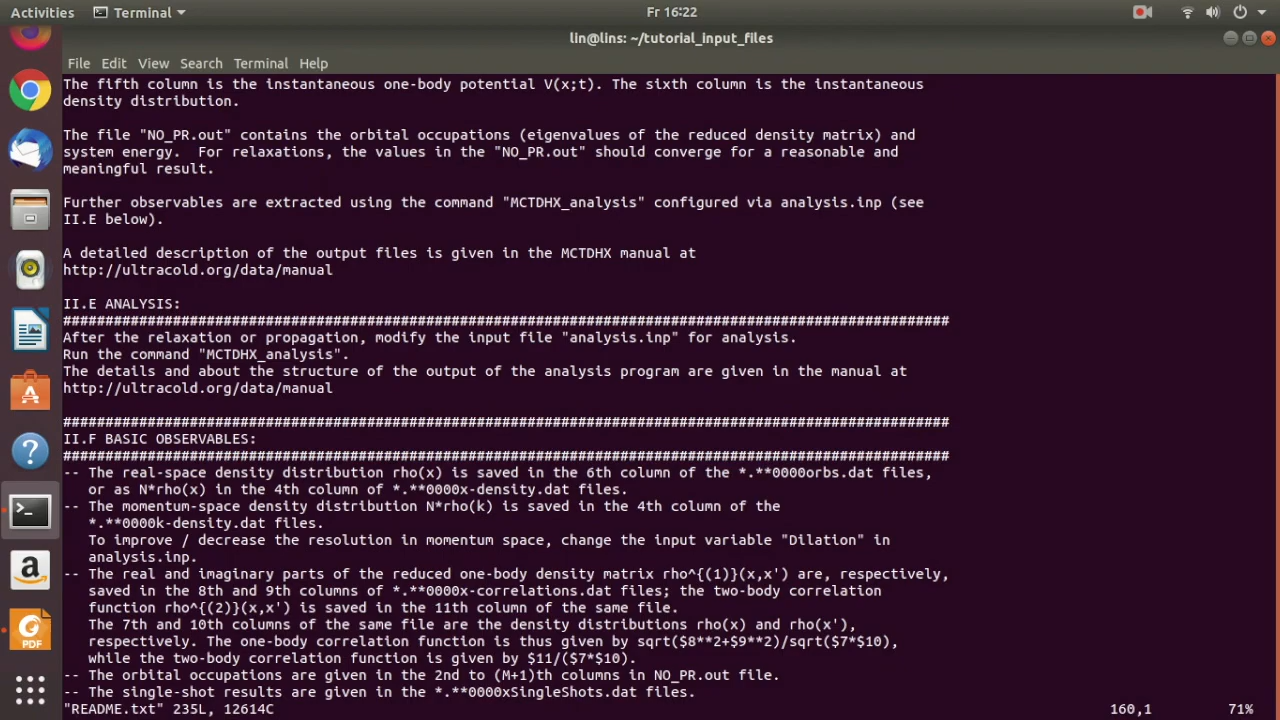 Activities
Terminal
Fr 16:22
lin@lins: ~/tutorial_input_files
File Edit View Search Terminal Help
The fifth column is the instantaneous one-body potential V(x;t). The sixth column is the instantaneous
density distribution.
The file "NO_PR.out" contains the orbital occupations (eigenvalues of the reduced density matrix) and
system energy.  For relaxations, the values in the "NO_PR.out" should converge for a reasonable and
meaningful result.
Further observables are extracted using the command "MCTDHX_analysis" configured via analysis.inp (see
II.E below).
A detailed description of the output files is given in the MCTDHX manual at
http://ultracold.org/data/manual
II.E ANALYSIS:
#########################################################################################################
After the relaxation or propagation, modify the input file "analysis.inp" for analysis.
Run the command "MCTDHX_analysis".
The details and about the structure of the output of the analysis program are given in the manual at
http://ultracold.org/data/manual
#########################################################################################################
II.F BASIC OBSERVABLES:
#########################################################################################################
-- The real-space density distribution rho(x) is saved in the 6th column of the *.**0000orbs.dat files,
or as N*rho(x) in the 4th column of *.**0000x-density.dat files.
-- The momentum-space density distribution N*rho(k) is saved in the 4th column of the
*.**0000k-density.dat files.
To improve / decrease the resolution in momentum space, change the input variable "Dilation" in
analysis.inp.
-- The real and imaginary parts of the reduced one-body density matrix rho^{(1)}(x,x') are, respectively,
saved in the 8th and 9th columns of *.**0000x-correlations.dat files; the two-body correlation
function rho^{(2)}(x,x') is saved in the 11th column of the same file.
The 7th and 10th columns of the same file are the density distributions rho(x) and rho(x'),
respectively. The one-body correlation function is thus given by sqrt($8**2+$9**2)/sqrt($7*$10),
while the two-body correlation function is given by $11/($7*$10).
-- The orbital occupations are given in the 2nd to (M+1)th columns in NO_PR.out file.
-- The single-shot results are given in the *.**0000xSingleShots.dat files.
"README.txt" 235L, 12614C
160,1
71%
PDF